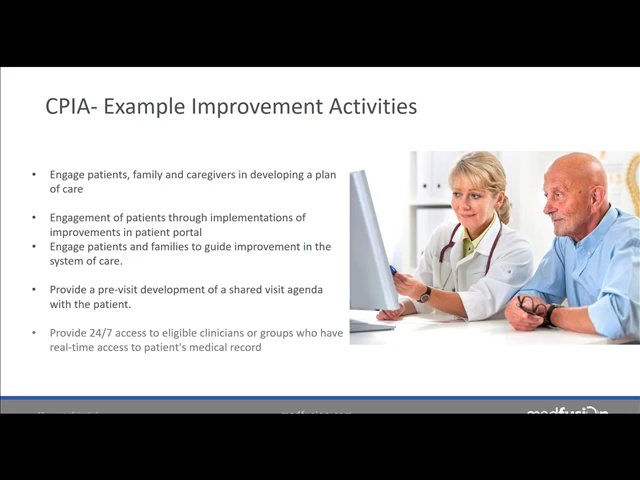 CPIA- Example Improvement Activities
• Engage patients, family and caregivers in developing a plan
of care
• Engagement of patients through implementations of
improvements in patient portal
• Engage patients and families to guide improvement in the
system of care.
• Provide a pre-visit development of a shared visit agenda
with the patient.
• Provide 24/7 access to eligible clinicians or groups who have
real-time access to patient's medical record
medfusion